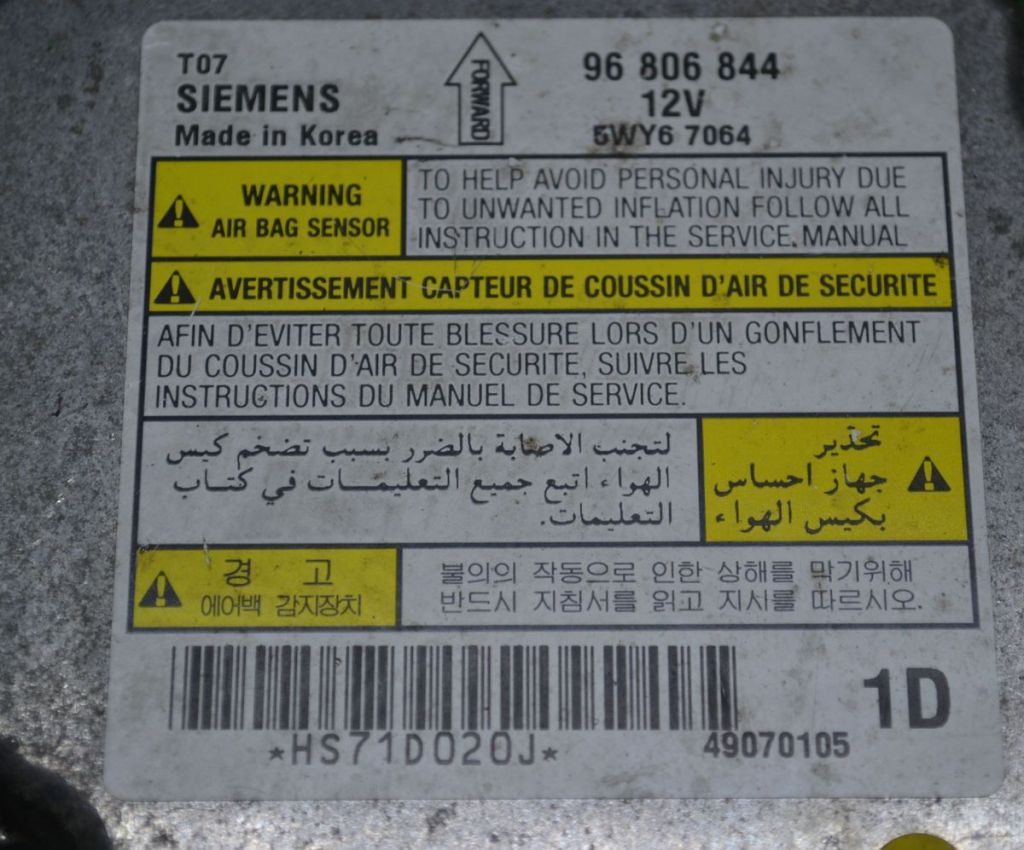 T07
SIEMENS
Made in Korea
FORWARD
96 806 844
12V
5WY6 7064
WARNING
AIR BAG SENSOR
TO HELP AVOID PERSONAL INJURY DUE
TO UNWANTED INFLATION FOLLOW ALL
INSTRUCTION IN THE SERVICE MANUAL
AVERTISSEMENT CAPTEUR DE COUSSIN D'AIR DE SECURITE
AFIN D'EVITER TOUTE BLESSURE LORS D'UN GONFLEMENT
DU COUSSIN D'AIR DE SECURITE, SUIVRE LES
INSTRUCTIONS DU MANUEL DE SERVICE.
تحذير
جهاز احساس
بكيس الهواء
لتجنب الاصابة بالضرر بسبب تضخم كيس
الهواء اتبع جميع التعليمـــات في كتـــاب
التعليمات.
경 고
에어백 감지장치
불의의 작동으로 인한 상해를 막기위해
반드시 지침서를 읽고 지시를 따르시오.
*HS71D020J*
49070105
1D